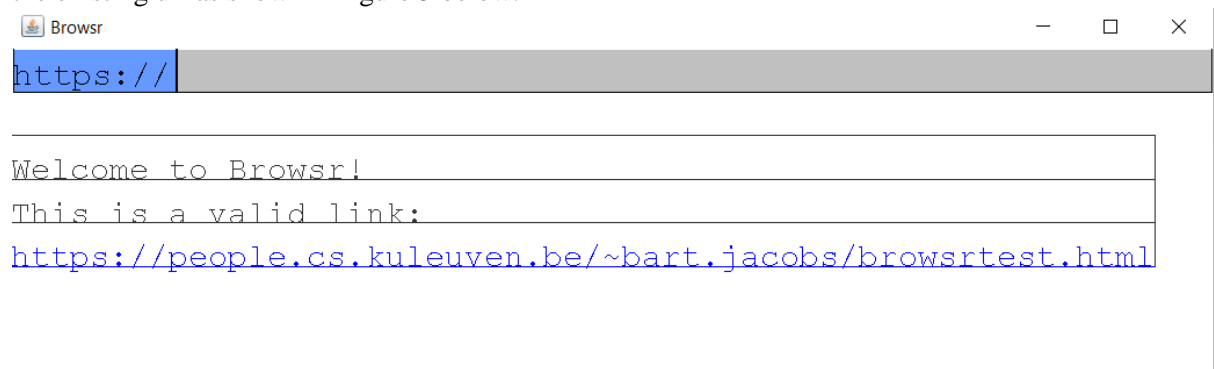 Browsr
https://
Welcome to Browsr!
This is a valid link:
https://people.cs.kuleuven.be/~bart.jacobs/browsrtest.html